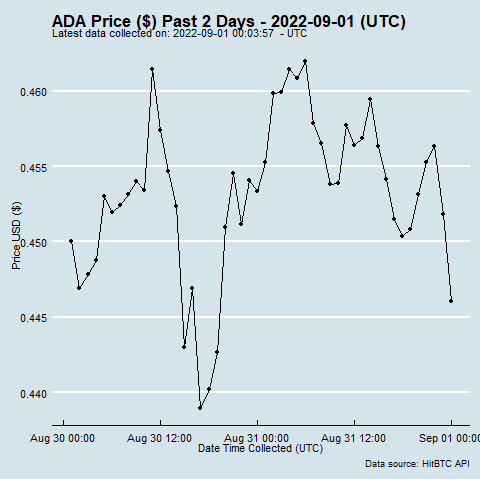 ADA Price ($) Past 2 Days - 2022-09-01 (UTC)
Latest data collected on: 2022-09-01 00:03:57  - UTC
0.460
0.455
0.450
0.445
0.440
Price USD ($)
Aug 30 00:00 Aug 30 12:00 Aug 31 00:00 Aug 31 12:00 Sep 01 00:00
Date Time Collected (UTC)
Data source: HitBTC API